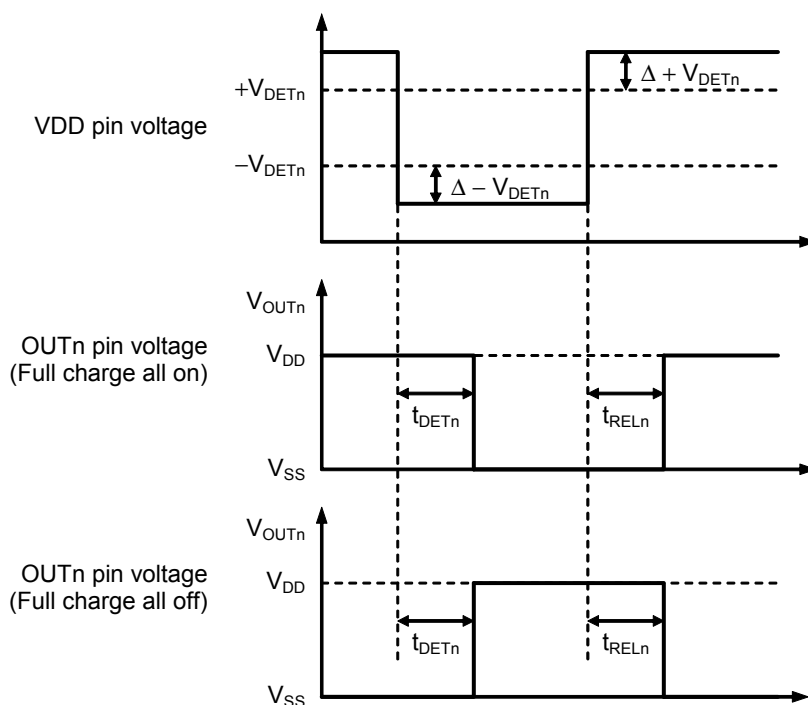 VDD pin voltage
+VDETn
−VDETn
Δ + VDETn
Δ − VDETn
OUTn pin voltage
(Full charge all on)
VOUTn
VDD
VSS
tDETn
tRELn
OUTn pin voltage
(Full charge all off)
VOUTn
VDD
VSS
tDETn
tRELn